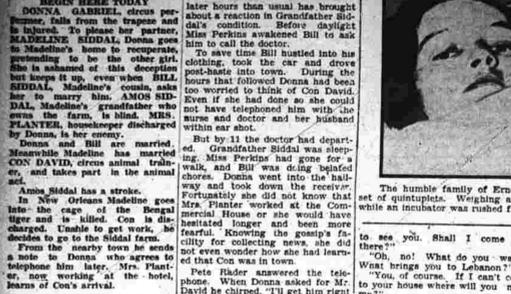 BEGIN HERE TODAY
DONNA GABRIEL, circus per-
former, falls from the trapeze and
is injured. To please her partner,
MADELINE SIDDAL, Donna goes
to Madeline's home to recuperate,
pretending to be the other girl.
She is ashamed of this deception
but keeps it up, even when BILL
SIDDAL, Madeline's cousin, asks
her to marry him. AMOS SID-
DAL, Madeline's grandfather who
owns the farm, is blind. MRS.
PLANTER, housekeeper discharged
by Donna, is her enemy.
Donna and Bill are married.
Meanwhile Madeline has married
CON DAVID, circus animal train-
er, and takes part in the animal
act.
Amos Siddal has a stroke.
In New Orleans Madeline goes
into the cage of the Bengal
tiger and is killed. Con is dis-
charged. Unable to get work, he
decides to go to the Siddal farm.
From the nearby town he sends
a note to Donna who agrees to
telephone him later. Mrs. Plant-
er, now working at the hotel,
learns of Con's arrival.
later hours than usual has brought
about a reaction in Grandfather Sid-
dal's condition. Before daylight
Miss Perkins awakened Bill to ask
him to call the doctor.
To save time Bill hustled into his
clothing, took the car and drove
post-haste into town. During the
hours that followed Donna had been
too worried to think of Con David.
Even if she had done so she could
not have telephoned him with the
nurse and doctor and her husband
within ear shot.
But by 11 the doctor had depart-
ed. Grandfather Siddal was sleep-
ing, Miss Perkins had gone for a
walk, and Bill was doing belated
chores. Donna went into the hall-
way and took down the receiver.
Fortunately she did not know that
Mrs. Planter worked at the Com-
mercial House or she would have
hesitated longer and been more
fearful. Knowing the gossip's fa-
cility for collecting news, she did
not even wonder how she had learn-
ed that Con was in town.
Pete Rader answered the tele-
phone. When Donna asked for Mr.
David he chirped, "I'll get him right
The humble family of Ern
set of quintuplets. Weighing a
while an incubator was rushed f
to see you. Shall I come
there?"
"Oh, no! What do you wa
What brings you to Lebanon?"
"You, of course. If I can't c
to your house where will you